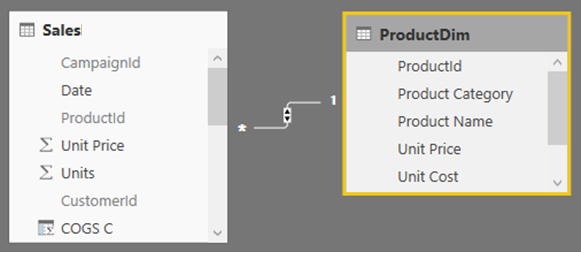 Sales
CampaignId
Date
ProductId
Σ Unit Price
Σ Units
CustomerId
COGS C
* 1
ProductDim
ProductId
Product Category
Product Name
Unit Price
Unit Cost